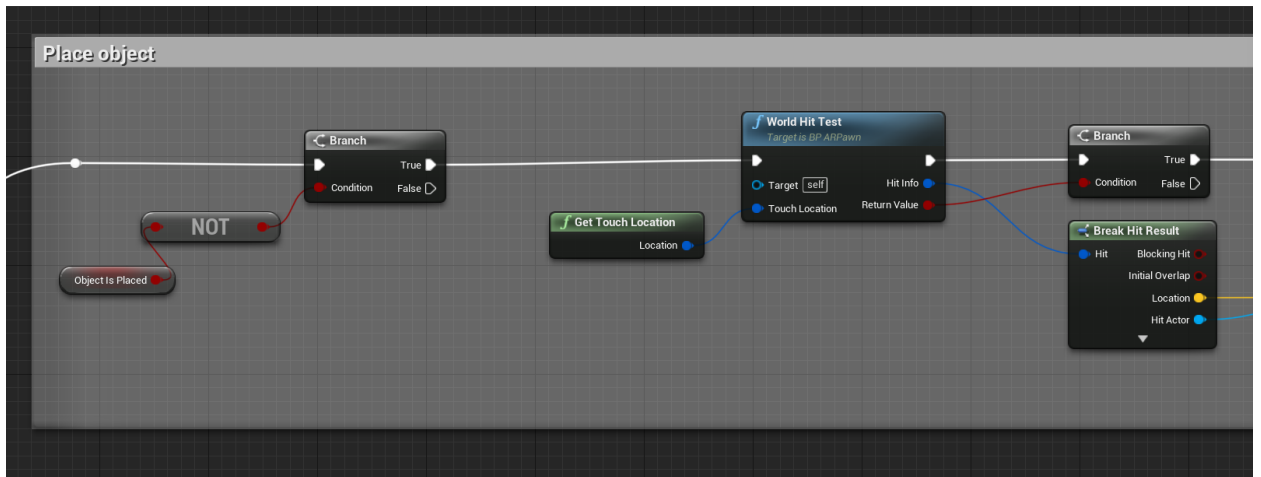 Place object
Branch
True
Condition
False
NOT
Object Is Placed
Get Touch Location
Location
World Hit Test
Target is BP ARPawn
Target self
Hit Info
Touch Location
Return Value
Branch
True
Condition
False
Break Hit Result
Hit
Blocking Hit
Initial Overlap
Location
Hit Actor